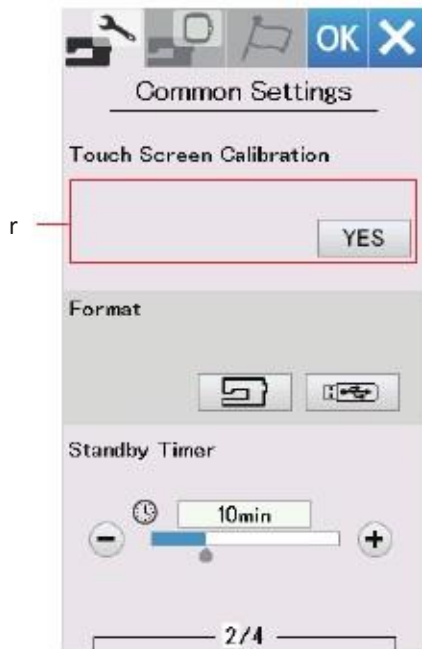 OK X
Common Settings
Touch Screen Calibration
r
YES
Format
Standby Timer
10min
2/4